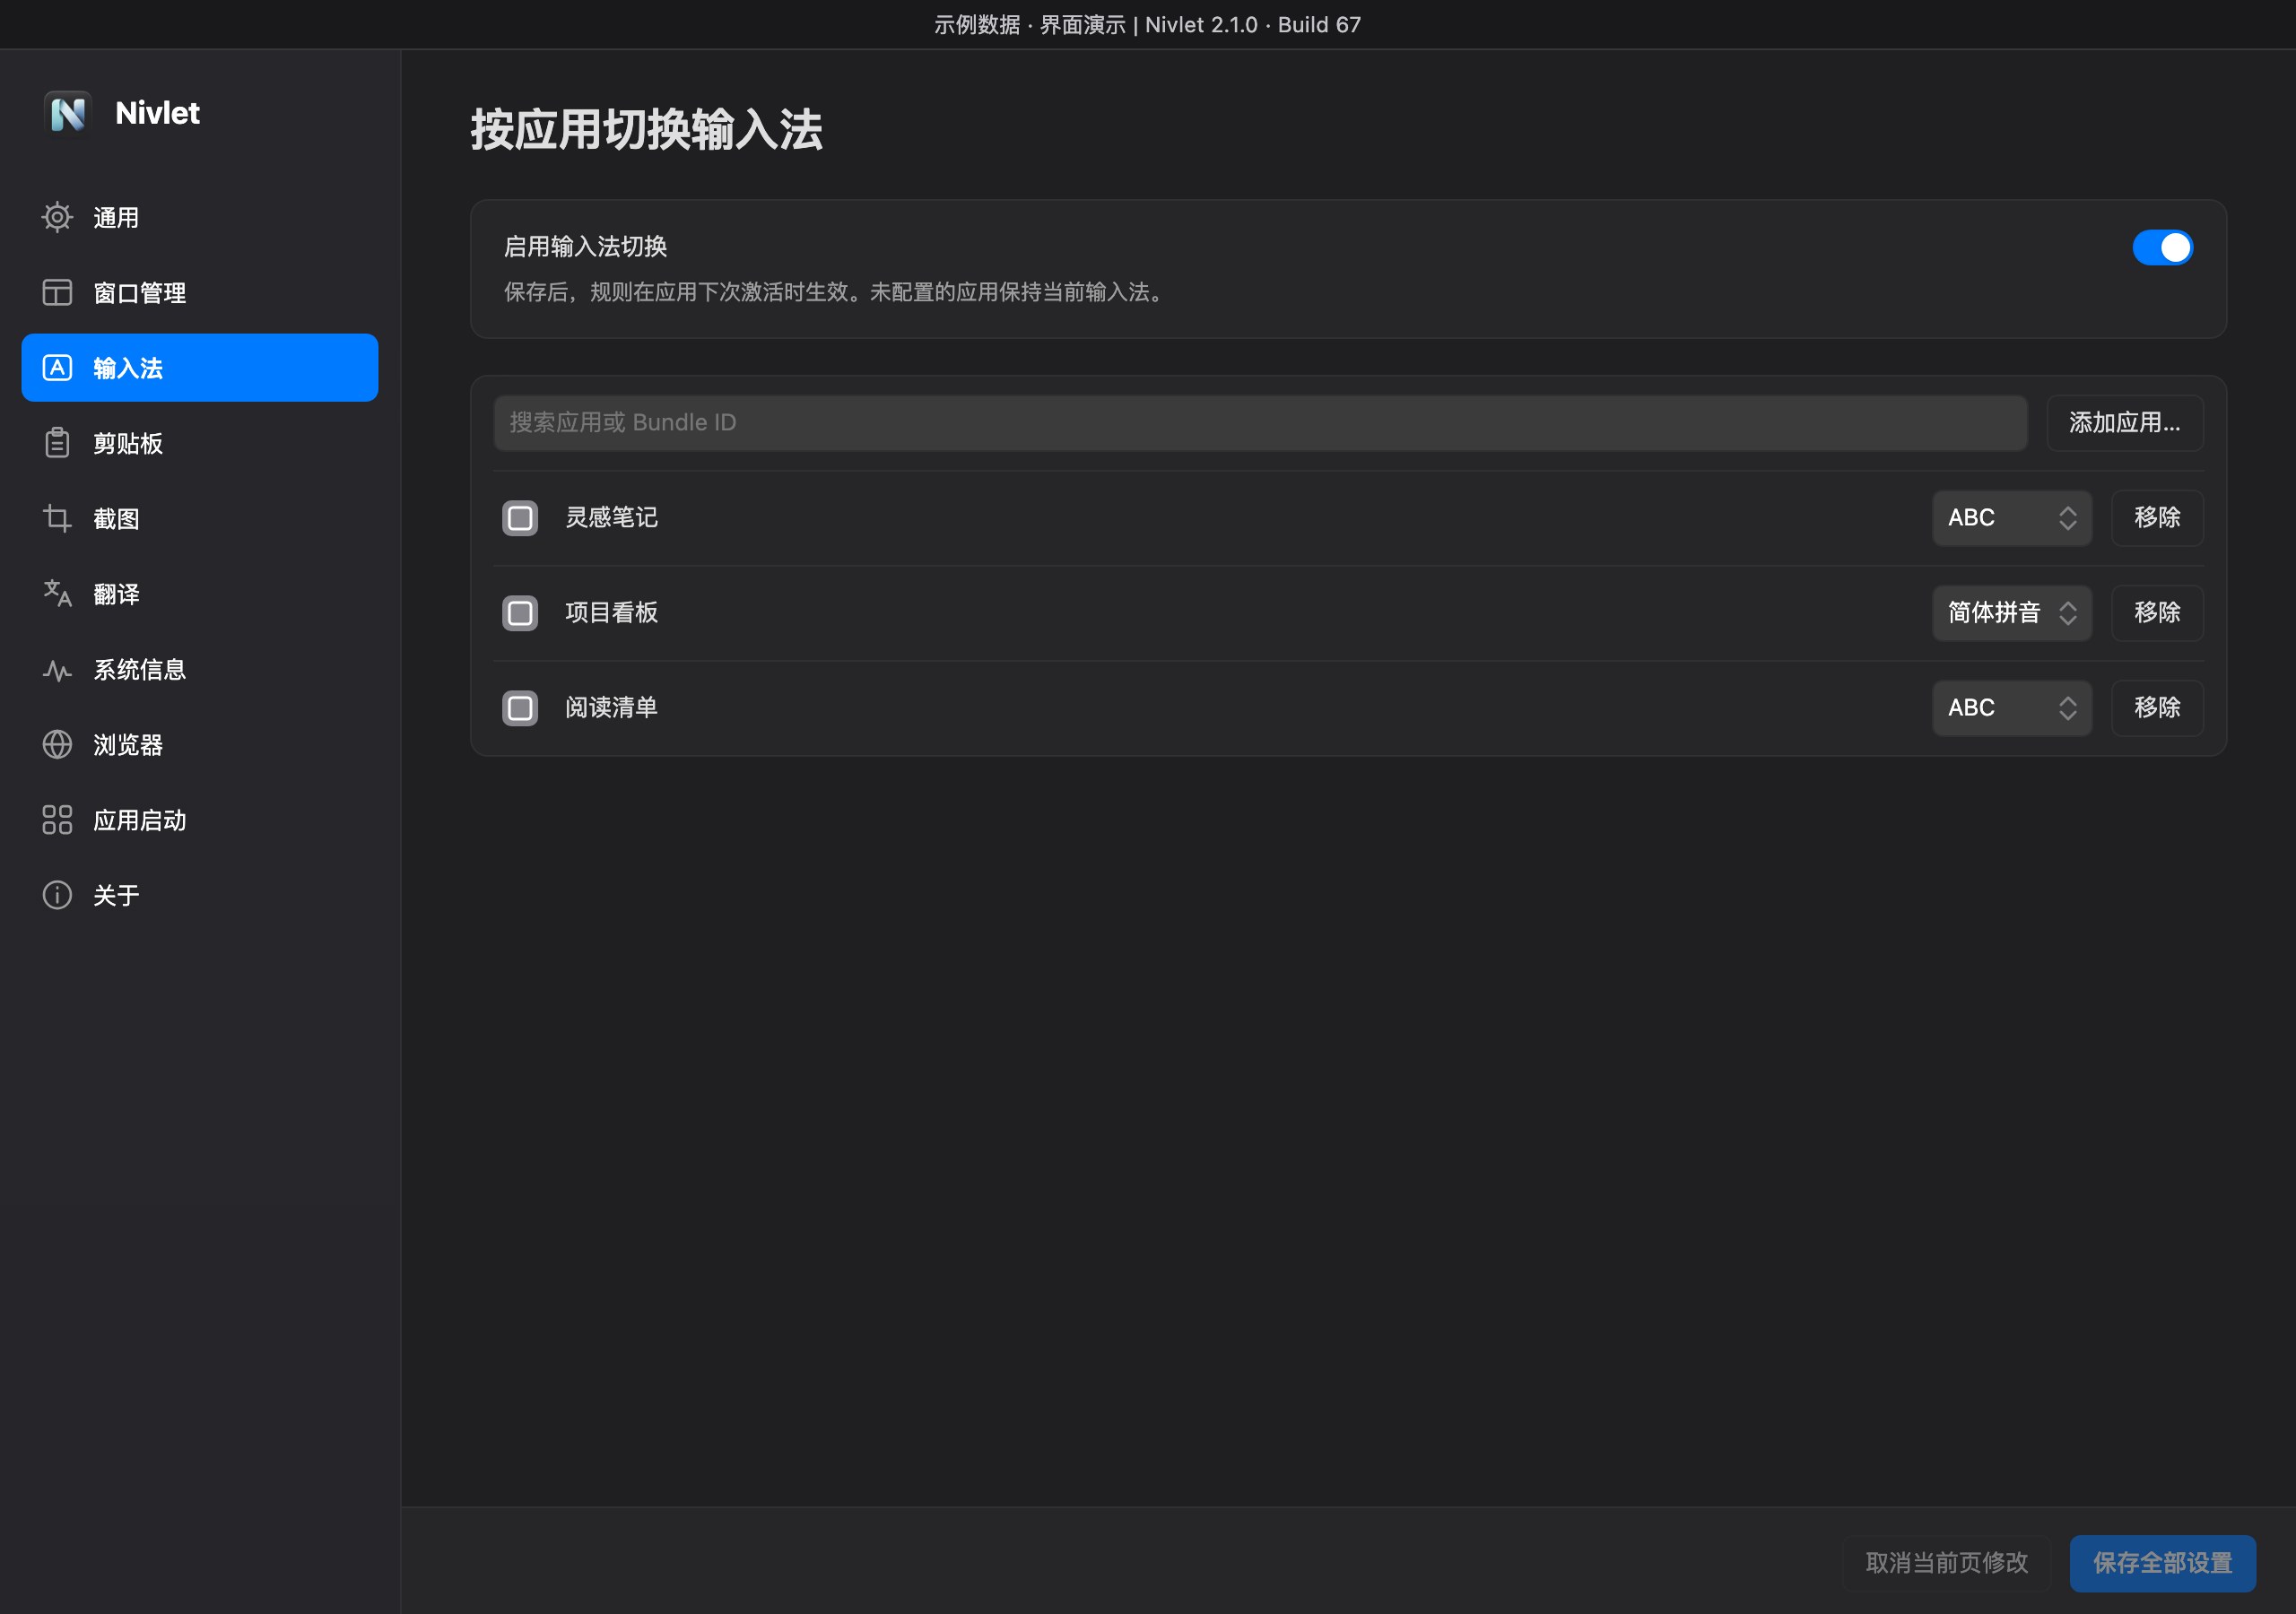 示例数据 · 界面演示 | Nivlet 2.1.0 · Build 67
Nivlet
通用
窗口管理
输入法
剪贴板
截图
翻译
系统信息
浏览器
应用启动
关于
按应用切换输入法
启用输入法切换
保存后，规则在应用下次激活时生效。未配置的应用保持当前输入法。
搜索应用或 Bundle ID
添加应用...
灵感笔记
ABC
移除
项目看板
简体拼音
移除
阅读清单
ABC
移除
取消当前页修改
保存全部设置